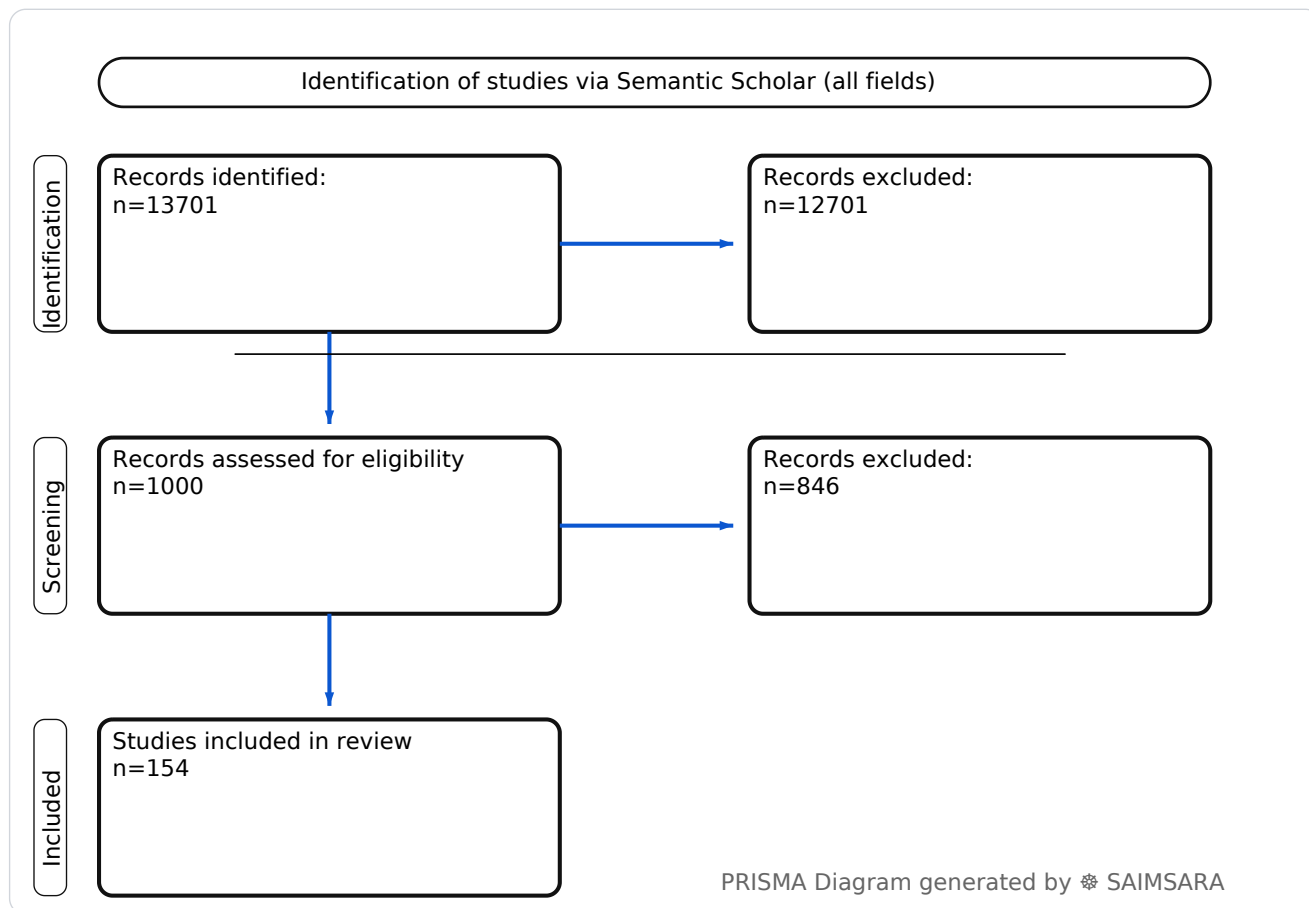 Identification of studies via Semantic Scholar (all fields)
Identification
Records identified:
n=13701
Records excluded:
n=12701
Screening
Records assessed for eligibility
n=1000
Records excluded:
n=846
Included
Studies included in review
n=154
PRISMA Diagram generated by ☸ SAIMSARA